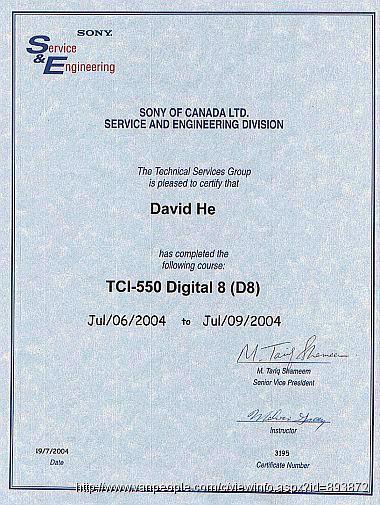 SONY
Service
& Engineering
SONY OF CANADA LTD.
SERVICE AND ENGINEERING DIVISION
The Technical Services Group
is pleased to certify that
David He
has completed the
following course:
TCI-550 Digital 8 (D8)
Jul/06/2004 to Jul/09/2004
M. Tariq Shameem
M. Tariq Shameem
Senior Vice President
Instructor
19/7/2004
Date
3195
Certificate Number
http://www.vanpeople.com/c/viewinfo.aspx?id=893872